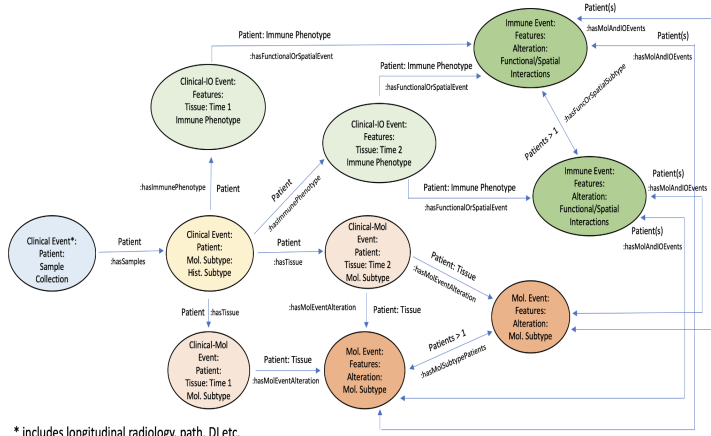 Patient: Immune Phenotype
:hasFunctionalOrSpatialEvent
Immune Event:
Features:
Alteration:
Functional/Spatial
Interactions
Patient(s)
:hasMolAndIOEvents
Patient(s)
:hasMolAndIOEvents
Clinical-IO Event:
Features:
Tissue: Time 1
Immune Phenotype
Patient: Immune Phenotype
:hasFunctionalOrSpatialEvent
Clinical-IO Event:
Features:
Tissue: Time 2
Immune Phenotype
Patients > 1
:hasFuncOrSpatialSubtype
:hasImmunePhenotype
Patient
Patient
:hasImmunePhenotype
Patient: Immune Phenotype
:hasFunctionalOrSpatialEvent
Immune Event:
Features:
Alteration:
Functional/Spatial
Interactions
Patient(s)
:hasMolAndIOEvents
Patient(s)
:hasMolAndIOEvents
Clinical Event*:
Patient:
Sample
Collection
Patient
:hasSamples
Clinical Event:
Patient:
Mol. Subtype:
Hist. Subtype
Patient
:hasTissue
Clinical-Mol
Event:
Patient:
Tissue: Time 2
Mol. Subtype
Patient: Tissue
:hasMolEventAlteration
Mol. Event:
Features:
Alteration:
Mol. Subtype
Patient
:hasTissue
:hasMolEventAlteration
Patient: Tissue
Clinical-Mol
Event:
Patient:
Tissue: Time 1
Mol. Subtype
Patient: Tissue
:hasMolEventAlteration
Mol. Event:
Features:
Alteration:
Mol. Subtype
Patients > 1
:hasMolSubtypePatients
* includes longitudinal radiology, path, DI etc.